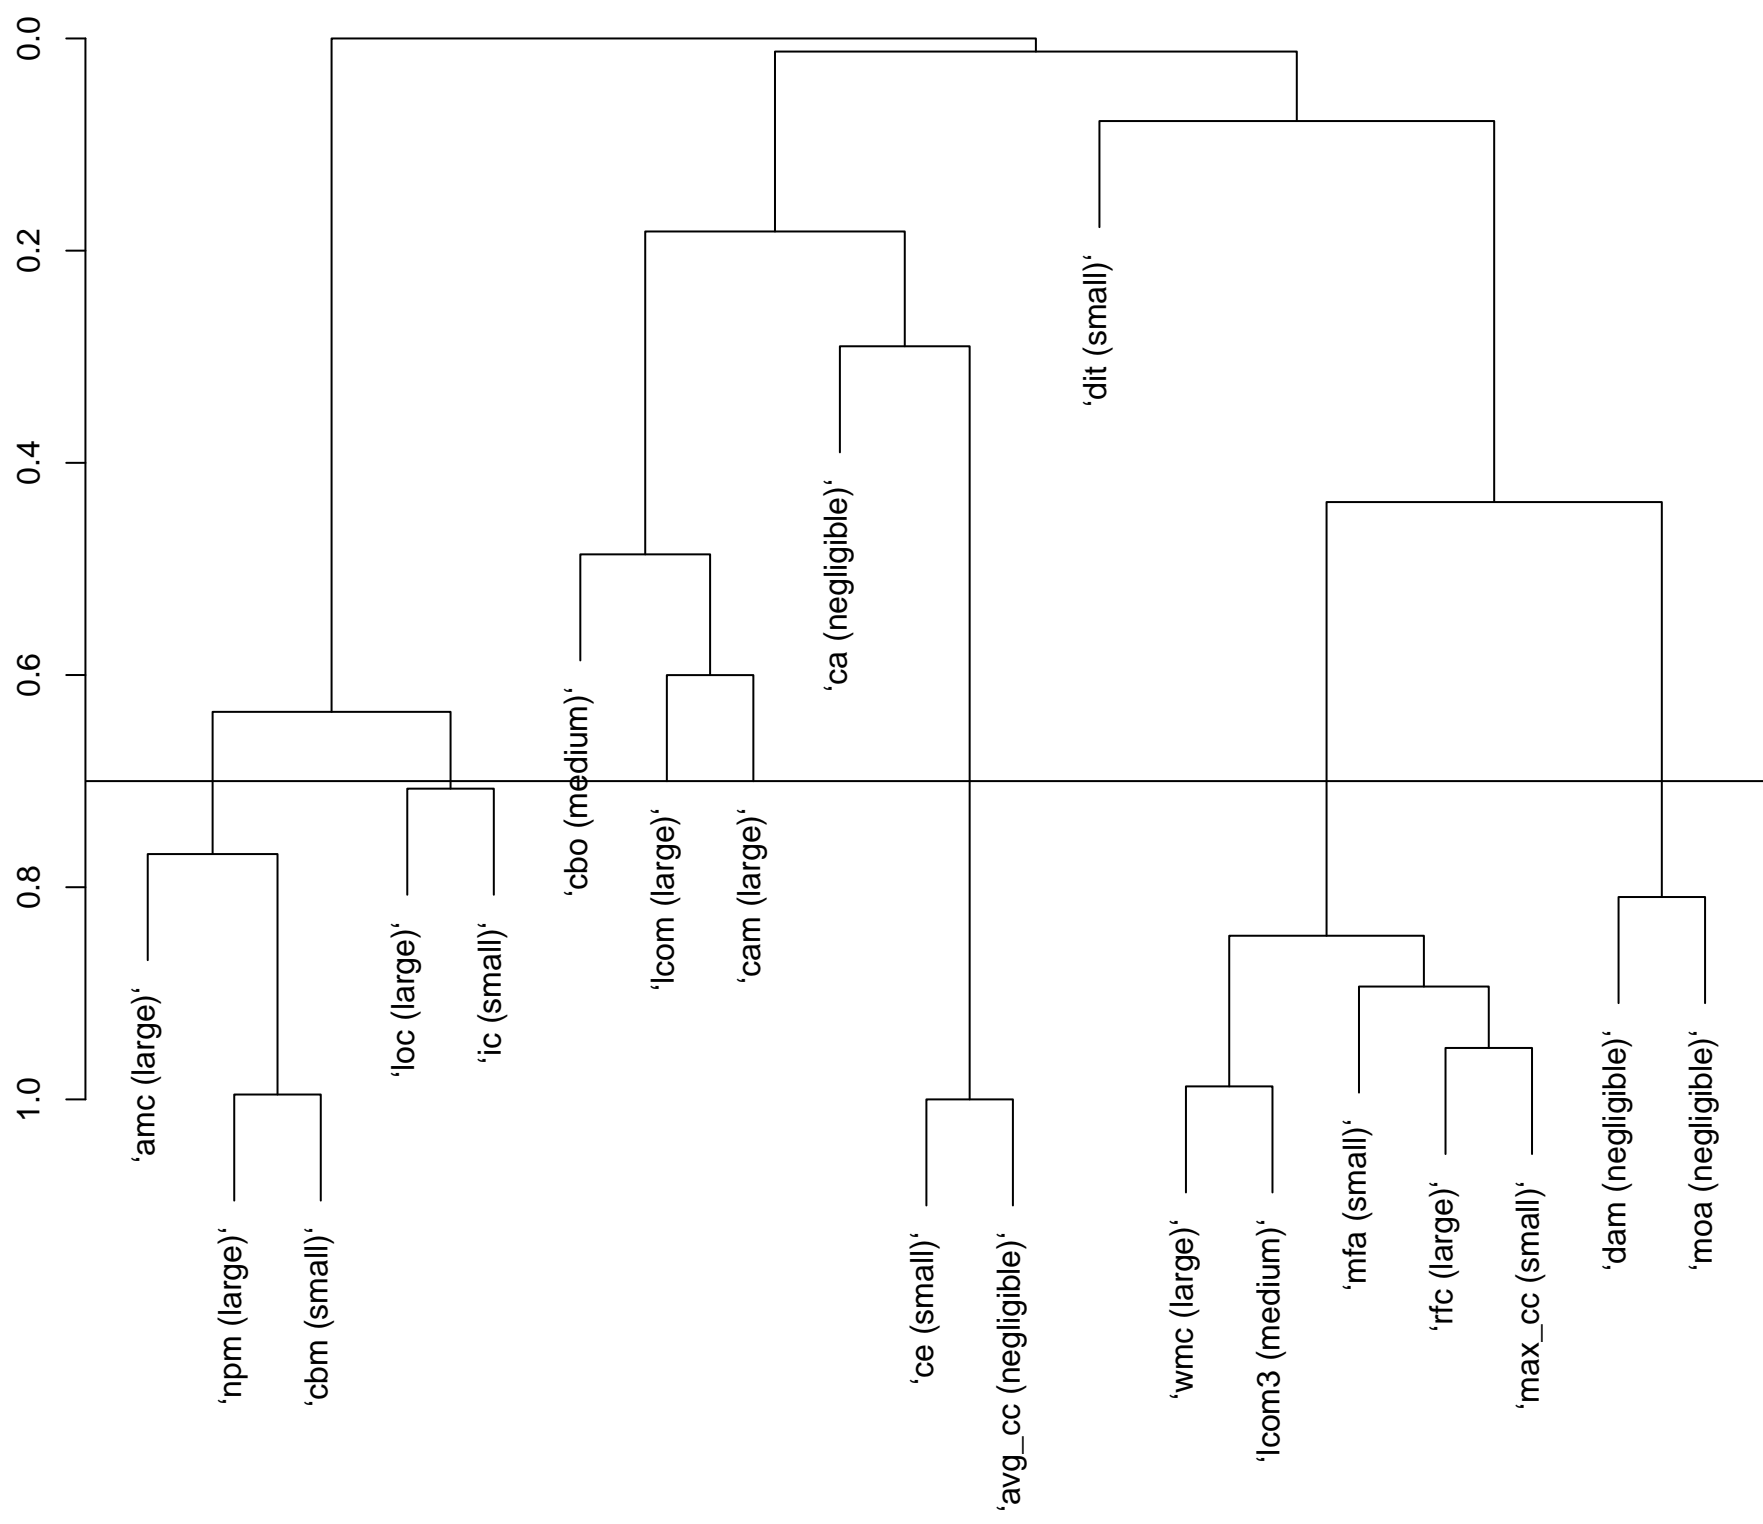 0.0
0.2
0.4
0.6
0.8
1.0
‘amc (large)‘
‘npm (large)‘
‘cbm (small)‘
‘loc (large)‘
‘ic (small)‘
‘cbo (medium)‘
‘lcom (large)‘
‘cam (large)‘
‘ca (negligible)‘
‘ce (small)‘
‘avg_cc (negligible)‘
‘dit (small)‘
‘wmc (large)‘
‘lcom3 (medium)‘
‘mfa (small)‘
‘rfc (large)‘
‘max_cc (small)‘
‘dam (negligible)‘
‘moa (negligible)‘